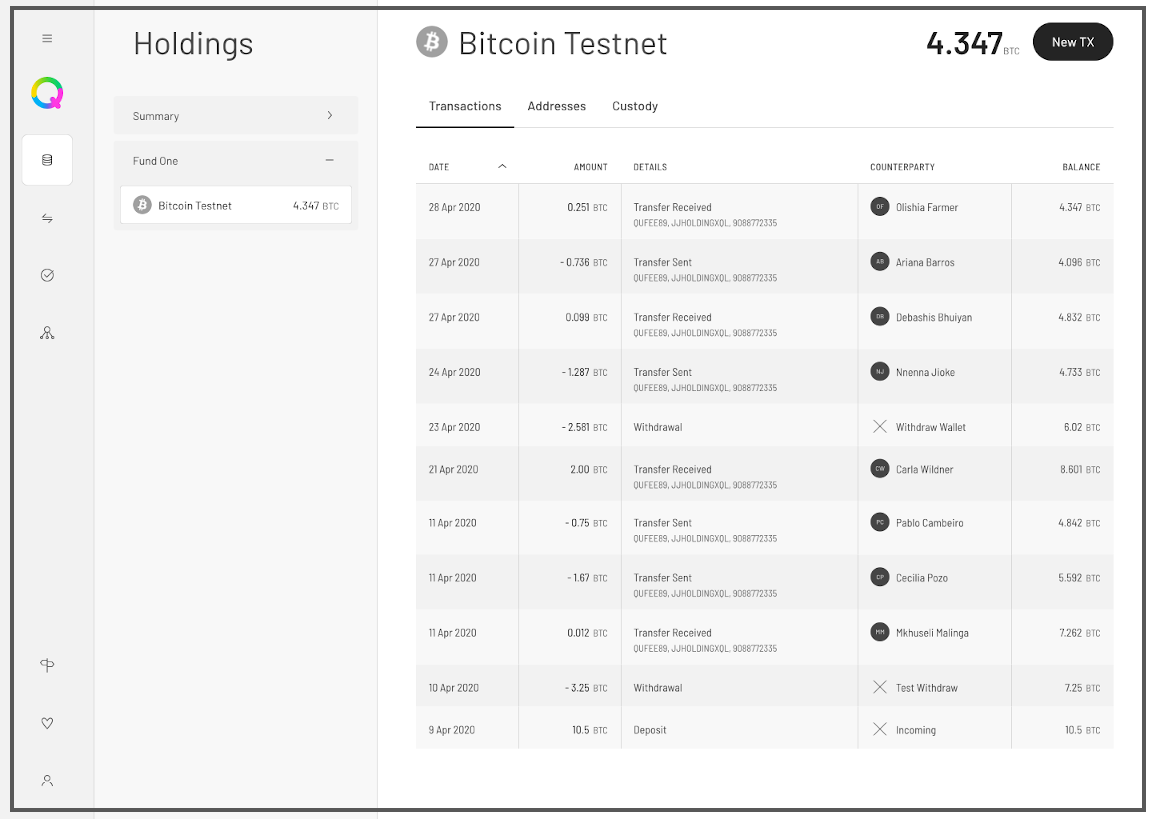 Holdings
Summary
Fund One
Bitcoin Testnet 4.347 BTC
Bitcoin Testnet
4.347 BTC
New TX
Transactions Addresses Custody
DATE AMOUNT DETAILS COUNTERPARTY BALANCE
28 Apr 2020 0.251 BTC Transfer Received OF Olishia Farmer 4.347 BTC
QUFEE89, JJHOLDINGXQL, 9088772335
27 Apr 2020 - 0.736 BTC Transfer Sent AB Ariana Barros 4.096 BTC
QUFEE89, JJHOLDINGXQL, 9088772335
27 Apr 2020 0.099 BTC Transfer Received DB Debashis Bhuiyan 4.832 BTC
QUFEE89, JJHOLDINGXQL, 9088772335
24 Apr 2020 - 1.287 BTC Transfer Sent NJ Nnenna Jioke 4.733 BTC
QUFEE89, JJHOLDINGXQL, 9088772335
23 Apr 2020 - 2.581 BTC Withdrawal Withdraw Wallet 6.02 BTC
21 Apr 2020 2.00 BTC Transfer Received CW Carla Wildner 8.601 BTC
QUFEE89, JJHOLDINGXQL, 9088772335
11 Apr 2020 - 0.75 BTC Transfer Sent PC Pablo Cambeiro 4.842 BTC
QUFEE89, JJHOLDINGXQL, 9088772335
11 Apr 2020 - 1.67 BTC Transfer Sent CP Cecilia Pozo 5.592 BTC
QUFEE89, JJHOLDINGXQL, 9088772335
11 Apr 2020 0.012 BTC Transfer Received MM Mkhuseli Malinga 7.262 BTC
QUFEE89, JJHOLDINGXQL, 9088772335
10 Apr 2020 - 3.25 BTC Withdrawal Test Withdraw 7.25 BTC
9 Apr 2020 10.5 BTC Deposit Incoming 10.5 BTC